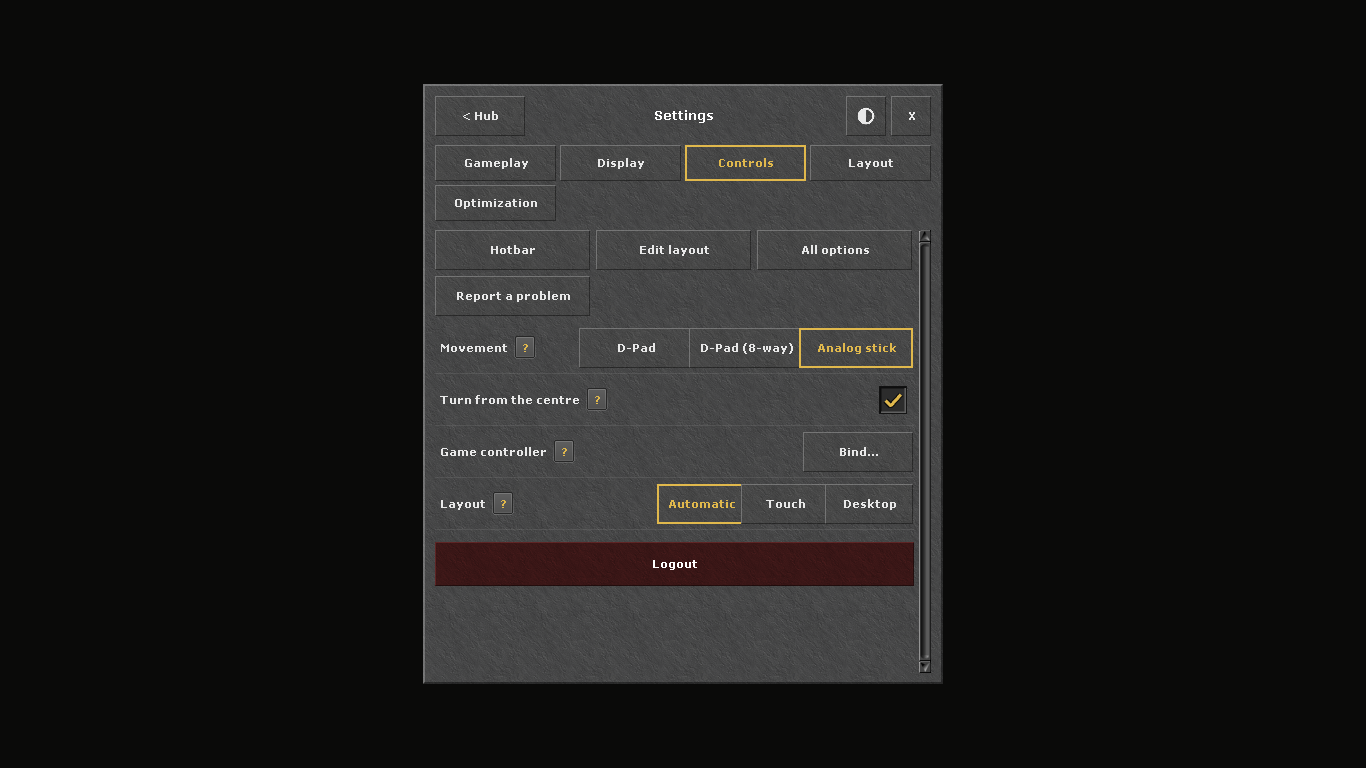 < Hub Settings X
Gameplay Display Controls Layout
Optimization
Hotbar Edit layout All options
Report a problem
Movement ? D-Pad D-Pad (8-way) Analog stick
Turn from the centre ?
Game controller ? Bind...
Layout ? Automatic Touch Desktop
Logout